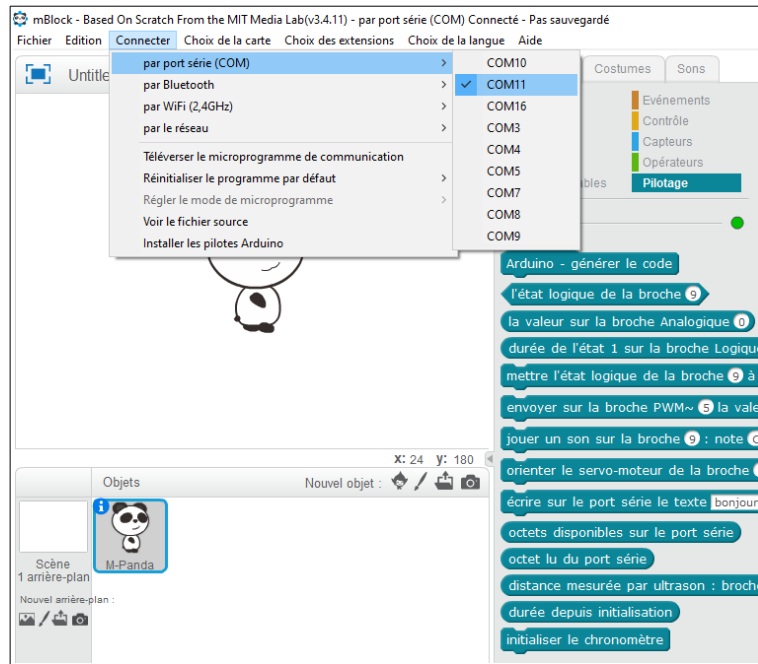 mBlock - Based On Scratch From the MIT Media Lab(v3.4.11) - par port série (COM) Connecté - Pas sauvegardé
Fichier Edition Connecter Choix de la carte Choix des extensions Choix de la langue Aide
Untitle
par port série (COM) >
par Bluetooth >
par WiFi (2,4GHz) >
par le réseau >
Téléverser le microprogramme de communication
Réinitialiser le programme par défaut >
Régler le mode de microprogramme >
Voir le fichier source
Installer les pilotes Arduino
COM10
✓ COM11
COM16
COM3
COM4
COM5
COM7
COM8
COM9
Costumes Sons
Evénements
Contrôle
Capteurs
Opérateurs
bles Pilotage
Arduino - générer le code
l'état logique de la broche 9
la valeur sur la broche Analogique 0
durée de l'état 1 sur la broche Logique
mettre l'état logique de la broche 9 à
envoyer sur la broche PWM~ 5 la vale
jouer un son sur la broche 9 : note
orienter le servo-moteur de la broche
écrire sur le port série le texte bonjour
octets disponibles sur le port série
octet lu du port série
distance mesurée par ultrason : broche
durée depuis initialisation
initialiser le chronomètre
X: 24 y: 180
Objets Nouvel objet :
M-Panda
Scène
1 arrière-plan
Nouvel arrière-plan :